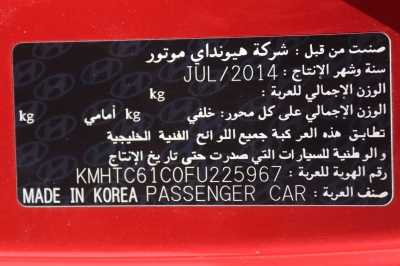 صنعت من قبل : شركة هيونداي موتور
سنة وشهر الإنتاج : JUL/2014
الوزن الإجمالي للعربة : kg
الوزن الإجمالي على كل محور: خلفي kg أمامي kg
تطابق هذه العركبة جميع اللوائح الفنية الخليجية
و الوطنية للسيارات التي صدرت حتى تاريخ الإنتاج
رقم الهوية للعربة : KMHTC61C0FU225967
صنف العربة : PASSENGER CAR MADE IN KOREA